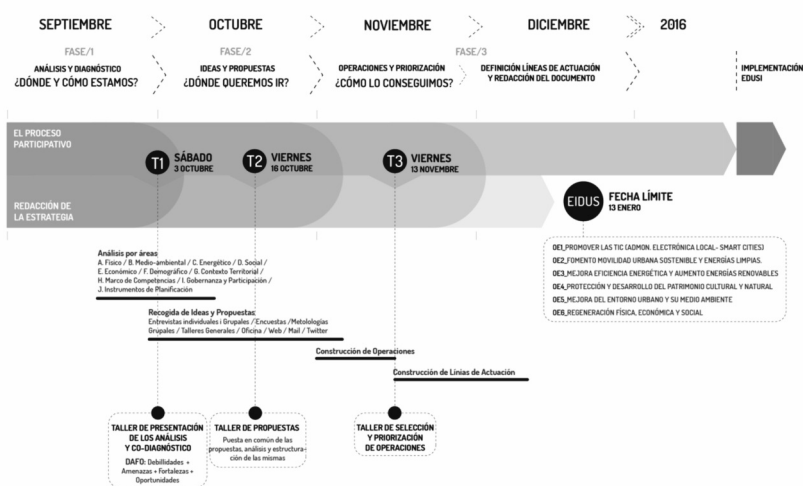 SEPTIEMBRE
OCTUBRE
NOVIEMBRE
DICIEMBRE
2016
FASE/1
FASE/2
FASE/3
ANÁLISIS Y DIAGNÓSTICO
¿DÓNDE Y CÓMO ESTAMOS?
IDEAS Y PROPUESTAS
¿DÓNDE QUEREMOS IR?
OPERACIONES Y PRIORIZACIÓN
¿CÓMO LO CONSEGUIMOS?
DEFINICIÓN LÍNEAS DE ACTUACIÓN
Y REDACCIÓN DEL DOCUMENTO
IMPLEMENTACIÓN
EDUSI
EL PROCESO
PARTICIPATIVO
T1
SÁBADO
3 OCTUBRE
T2
VIERNES
16 OCTUBRE
T3
VIERNES
13 NOVIEMBRE
REDACCIÓN DE
LA ESTRATEGIA
EIDUS
FECHA LÍMITE
13 ENERO
OE1_PROMOVER LAS TIC (ADMON. ELECTRÓNICA LOCAL- SMART CITIES)
OE2_FOMENTO MOVILIDAD URBANA SOSTENIBLE Y ENERGÍAS LIMPIAS.
OE3_MEJORA EFICIENCIA ENERGÉTICA Y AUMENTO ENERGÍAS RENOVABLES
OE4_PROTECCIÓN Y DESARROLLO DEL PATRIMONIO CULTURAL Y NATURAL
OE5_MEJORA DEL ENTORNO URBANO Y SU MEDIO AMBIENTE
OE6_REGENERACIÓN FÍSICA, ECONÓMICA Y SOCIAL
Análisis por áreas
A. Físico / B. Medio-ambiental / C. Energético / D. Social /
E. Económico / F. Demográfico / G. Contexto Territorial /
H. Marco de Competencias / I. Gobernanza y Participación /
J. Instrumentos de Planificación
Recogida de Ideas y Propuestas
Entrevistas individuales i Grupales / Encuestas /Metolologías
Grupales / Talleres Generales / Oficina / Web / Mail / Twitter
Construcción de Operaciones
Construcción de Línias de Actuación
TALLER DE PRESENTACIÓN
DE LOS ANÁLISIS
Y CO-DIAGNÓSTICO
DAFO: Debillidades +
Amenazas + Fortalezas +
Oportunidades
TALLER DE PROPUESTAS
Puesta en común de las
propuestas, análisis y estructura-
ción de las mismas
TALLER DE SELECCIÓN
Y PRIORIZACIÓN
DE OPERACIONES